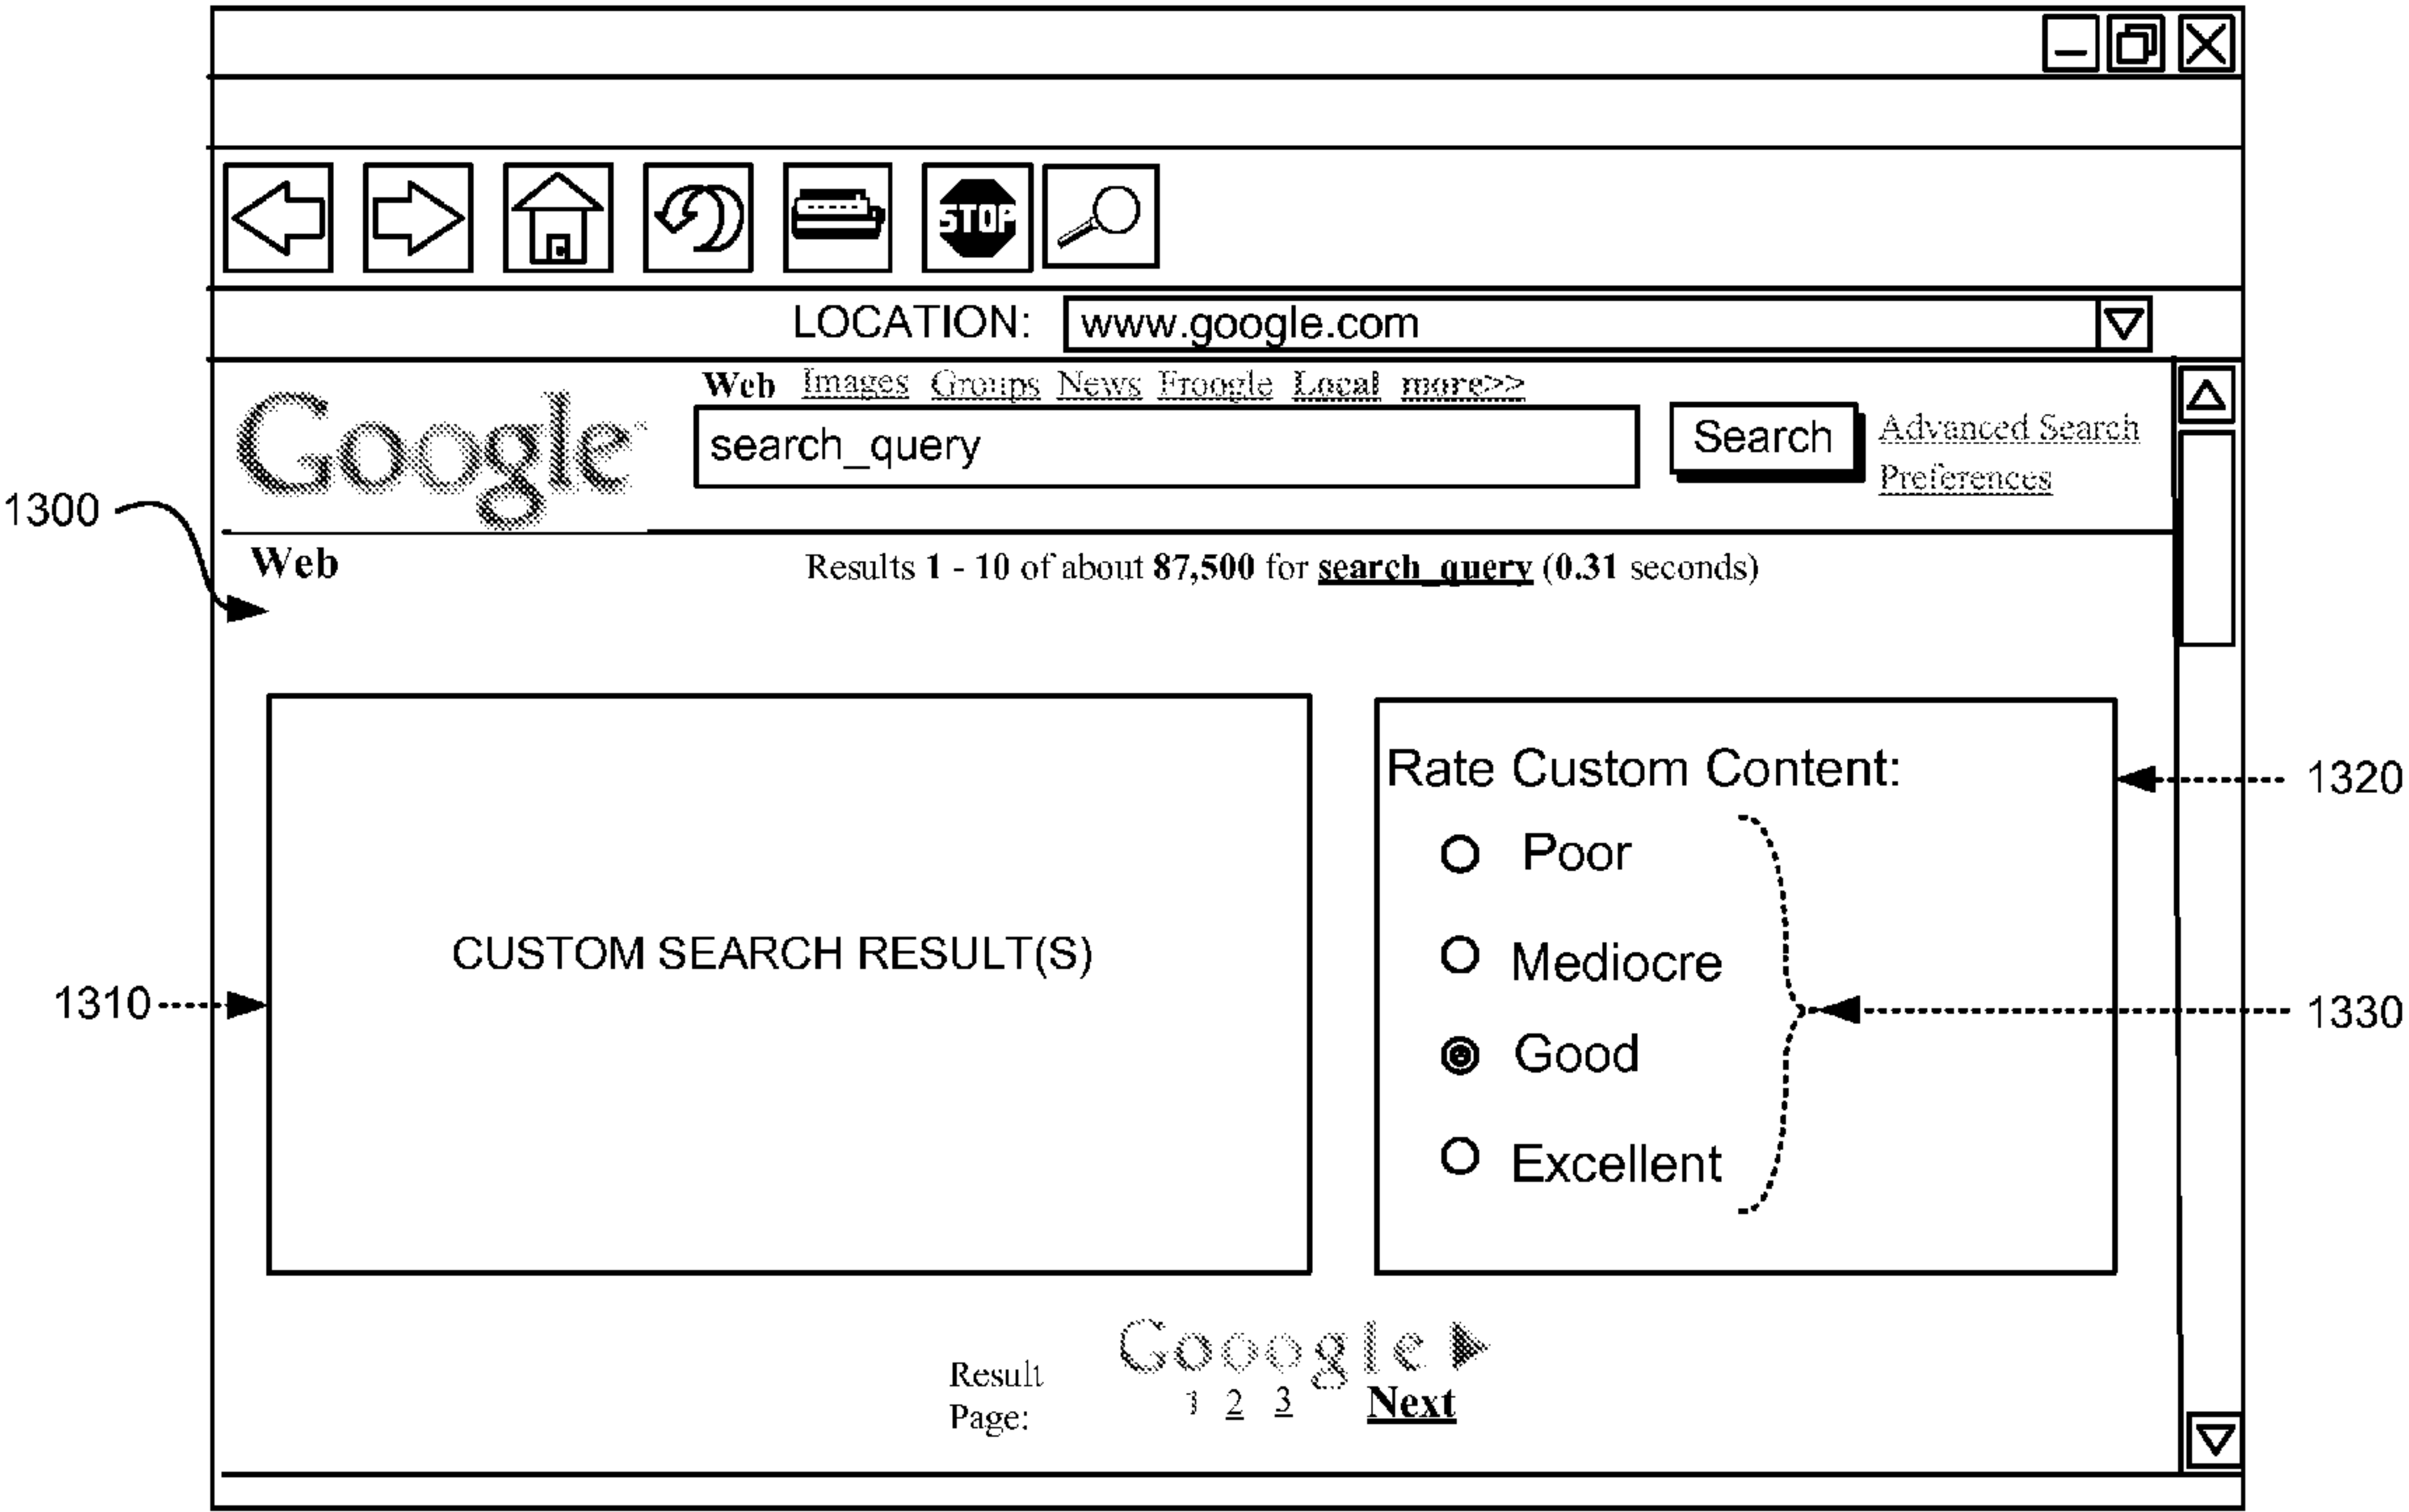 STOP
LOCATION: www.google.com
Web Images Groups News Froogle Local more>>
Google
search_query
Search
Advanced Search
Preferences
1300
Web
Results 1 - 10 of about 87,500 for search_query (0.31 seconds)
Rate Custom Content:
1320
Poor
Mediocre
CUSTOM SEARCH RESULT(S)
1310
1330
Good
Excellent
Gooogle
Result
Page:
1 2 3 Next